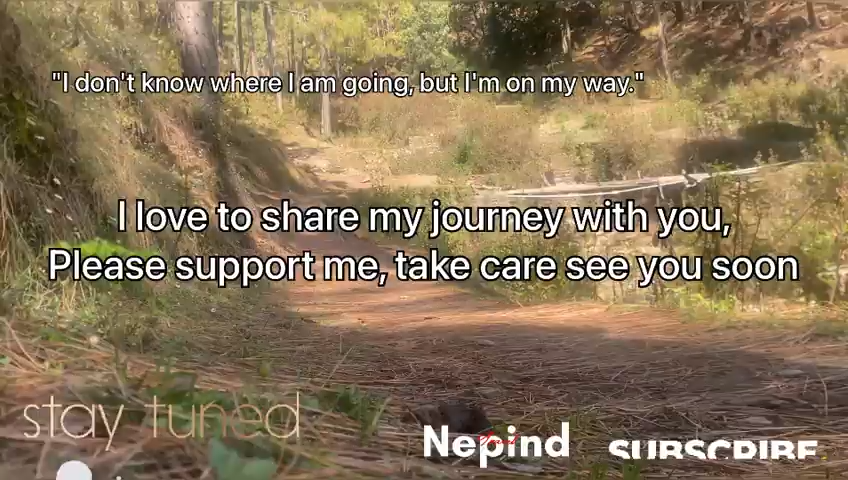 "I don't know where I am going, but I'm on my way."
I love to share my journey with you,
Please support me, take care see you soon
stay tuned
Nepind
SUBSCRIBE